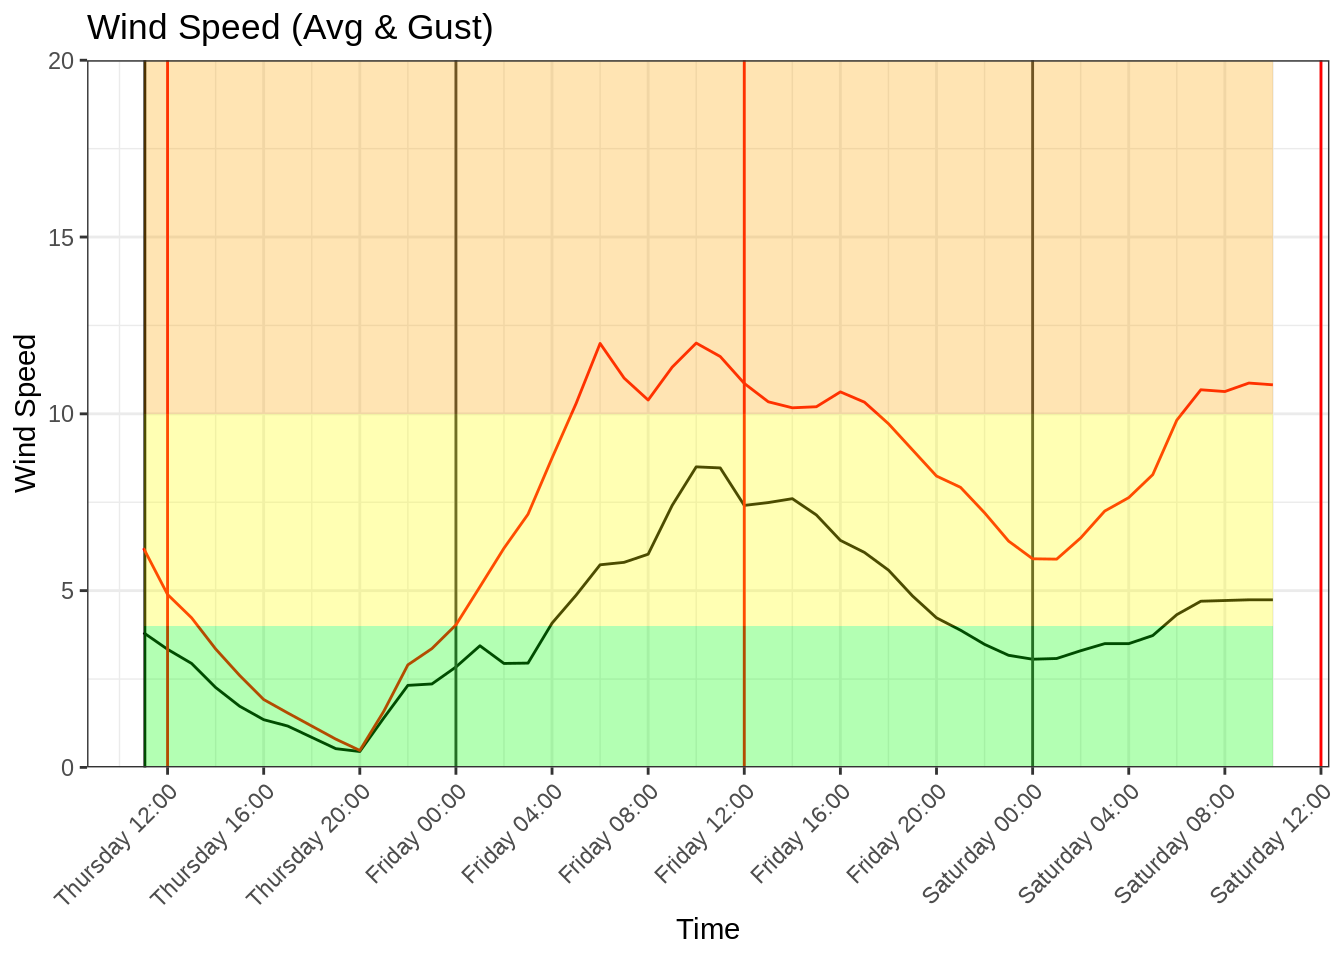 Wind Speed (Avg & Gust)
20
15
10
5
0
Wind Speed
Thursday 12:00
Thursday 16:00
Thursday 20:00
Friday 00:00
Friday 04:00
Friday 08:00
Friday 12:00
Friday 16:00
Friday 20:00
Saturday 00:00
Saturday 04:00
Saturday 08:00
Saturday 12:00
Time